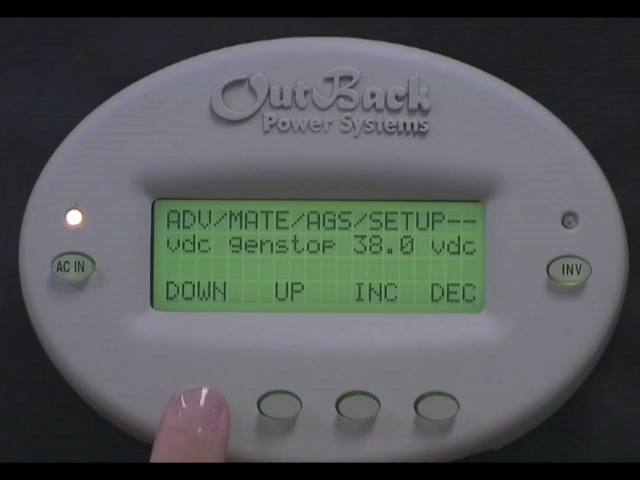 OutBack
Power Systems
ADV/MATE/AGS/SETUP--
vdc genstop 38.0 vdc
DOWN UP INC DEC
AC IN
INV